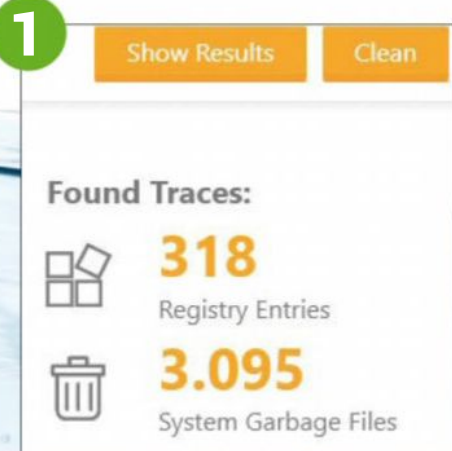 1
Show Results Clean
Found Traces:
318
Registry Entries
3.095
System Garbage Files